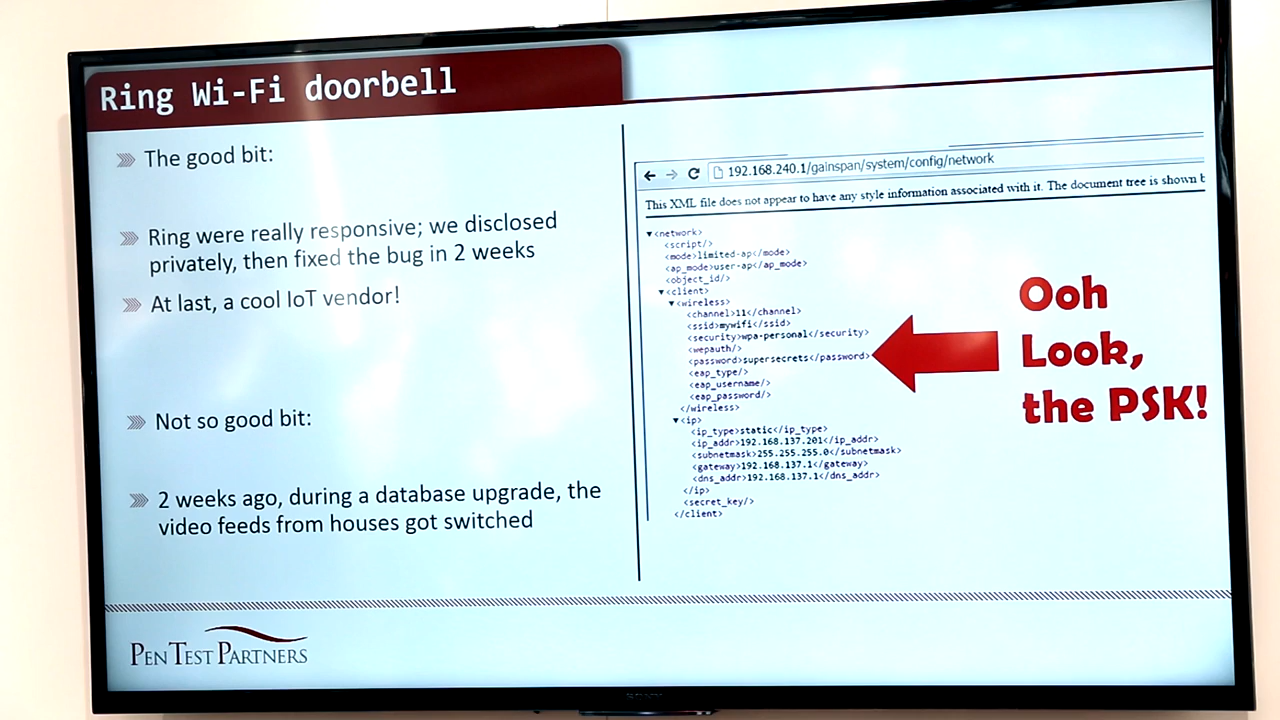 Ring Wi-Fi doorbell
The good bit:
Ring were really responsive; we disclosed
privately, then fixed the bug in 2 weeks
At last, a cool IoT vendor!
Not so good bit:
2 weeks ago, during a database upgrade, the
video feeds from houses got switched
PEN TEST PARTNERS
192.168.240.1/gainspan/system/config/network
This XML file does not appear to have any style information associated with it. The document tree is shown b
<network>
<script/>
<mode>limited-ap</mode>
<ap_mode>user-ap</ap_mode>
<object_id/>
<client>
<wireless>
<channel>11</channel>
<ssid>mywifi</ssid>
<security>wpa-personal</security>
<wepauth/>
<password>supersecrets</password>
<eap_type/>
<eap_username/>
<eap_password/>
</wireless>
<ip>
<ip_type>static</ip_type>
<ip_addr>192.168.137.201</ip_addr>
<subnetmask>255.255.255.0</subnetmask>
<gateway>192.168.137.1</gateway>
<dns_addr>192.168.137.1</dns_addr>
</ip>
<secret_key/>
</client>
Ooh
Look,
the PSK!
SONY